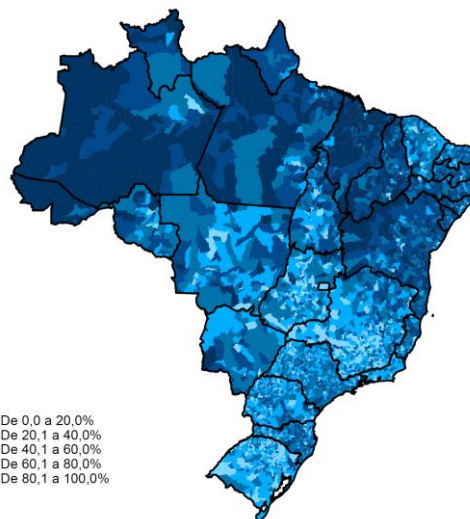 De 0,0 a 20,0%
De 20,1 a 40,0%
De 40,1 a 60,0%
De 60,1 a 80,0%
De 80,1 a 100,0%